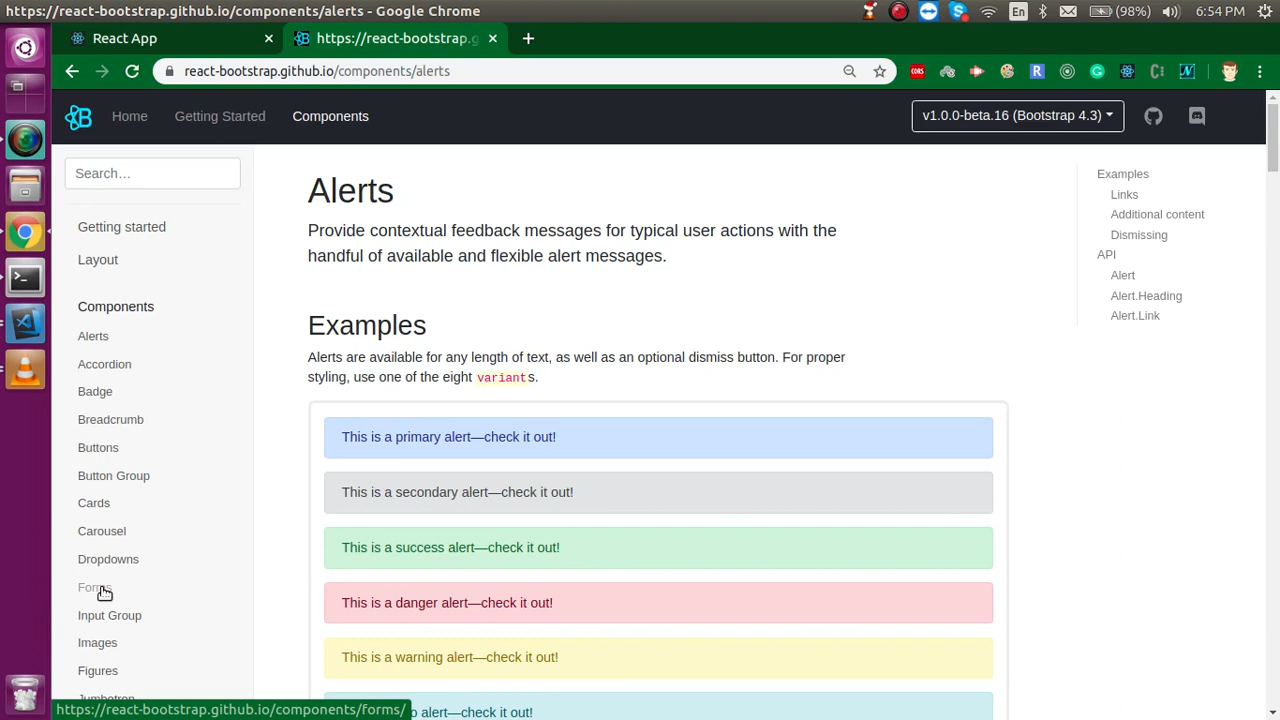 https://react-bootstrap.github.io/components/alerts - Google Chrome
En
(98%)
6:54 PM
React App
https://react-bootstrap.g
react-bootstrap.github.io/components/alerts
Home
Getting Started
Components
v1.0.0-beta.16 (Bootstrap 4.3)
Search…
Getting started
Layout
Components
Alerts
Accordion
Badge
Breadcrumb
Buttons
Button Group
Cards
Carousel
Dropdowns
Forms
Input Group
Images
Figures
Jumbotron
Alerts
Provide contextual feedback messages for typical user actions with the
handful of available and flexible alert messages.
Examples
Alerts are available for any length of text, as well as an optional dismiss button. For proper
styling, use one of the eight variants.
This is a primary alert—check it out!
This is a secondary alert—check it out!
This is a success alert—check it out!
This is a danger alert—check it out!
This is a warning alert—check it out!
o alert—check it out!
Examples
Links
Additional content
Dismissing
API
Alert
Alert.Heading
Alert.Link
https://react-bootstrap.github.io/components/forms/